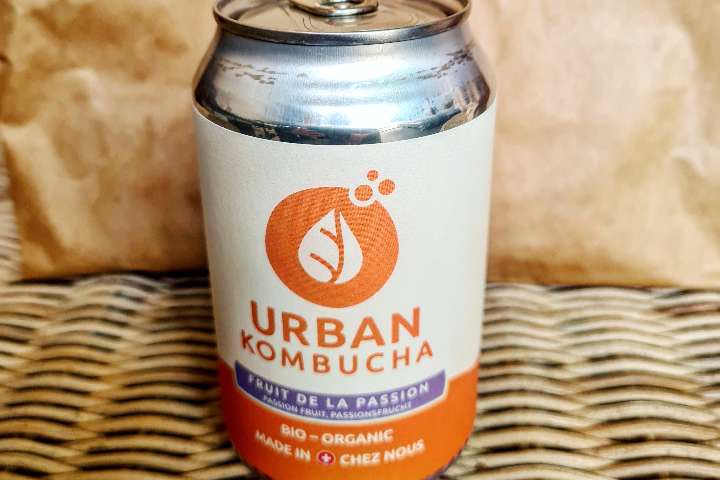 URBAN
KOMBUCHA
FRUIT DE LA PASSION
PASSION FRUIT, PASSIONSFRUCHT
BIO – ORGANIC
MADE IN CHEZ NOUS